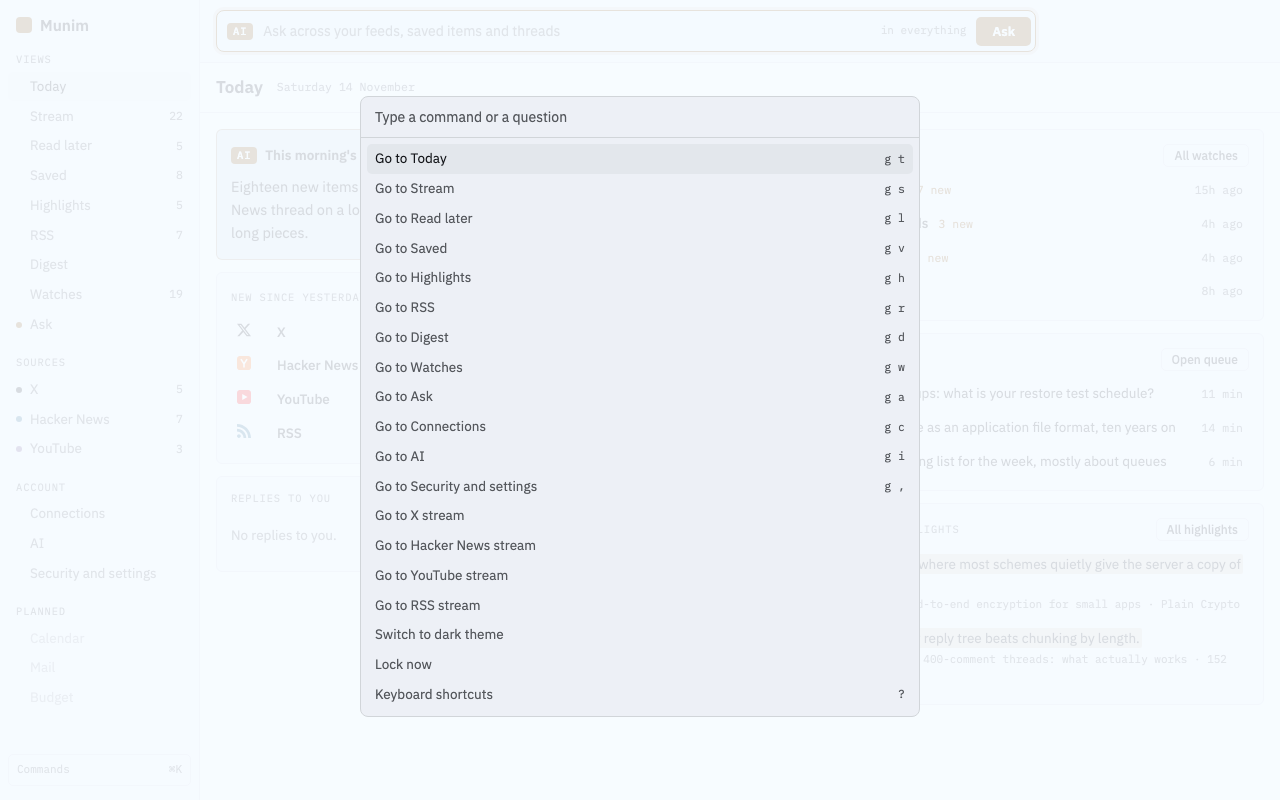 Munim
VIEWS
Today
Stream 22
Read later 5
Saved 8
Highlights 5
RSS 7
Digest
Watches 19
Ask
SOURCES
X 5
Hacker News 7
YouTube 3
ACCOUNT
Connections
AI
Security and settings
PLANNED
Calendar
Mail
Budget
Commands ⌘K
AI Ask across your feeds, saved items and threads in everything Ask
Today Saturday 14 November
AI This morning's
Eighteen new items
News thread on a lo
long pieces.
NEW SINCE YESTERDA
X
Hacker News
YouTube
RSS
REPLIES TO YOU
No replies to you.
Type a command or a question
Go to Today g t
Go to Stream g s
Go to Read later g l
Go to Saved g v
Go to Highlights g h
Go to RSS g r
Go to Digest g d
Go to Watches g w
Go to Ask g a
Go to Connections g c
Go to AI g i
Go to Security and settings g ,
Go to X stream
Go to Hacker News stream
Go to YouTube stream
Go to RSS stream
Switch to dark theme
Lock now
Keyboard shortcuts ?
All watches
new 15h ago
3 new 4h ago
new 4h ago
8h ago
Open queue
ps: what is your restore test schedule? 11 min
e as an application file format, ten years on 14 min
ng list for the week, mostly about queues 6 min
LIGHTS All highlights
where most schemes quietly give the server a copy of
d-to-end encryption for small apps · Plain Crypto
reply tree beats chunking by length.
400-comment threads: what actually works · 152